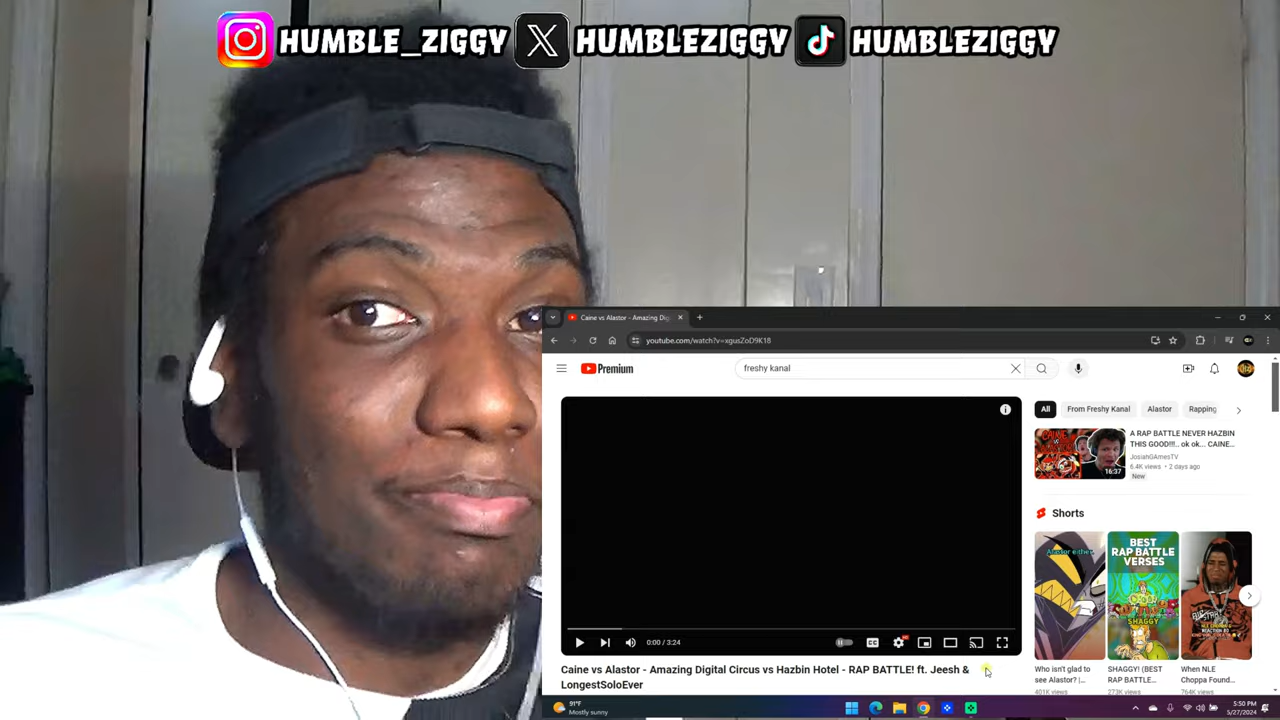 HUMBLE_ZIGGY HUMBLEZIGGY HUMBLEZIGGY
Caine vs Alastor - Amazing Dig
youtube.com/watch?v=xgusZoD9K18
Premium
freshy kanal
All From Freshy Kanal Alastor Rapping
A RAP BATTLE NEVER HAZBIN
THIS GOOD!!!.. ok ok... CAINE...
JosiahGAmesTV
6.4K views • 2 days ago
New
16:37
Shorts
Alastor either
BEST
RAP BATTLE
VERSES
SHAGGY
Who isn't glad to
see Alastor? |...
401K views
SHAGGY! (BEST
RAP BATTLE...
273K views
When NLE
Choppa Found...
764K views
0:00 / 3:24
Caine vs Alastor - Amazing Digital Circus vs Hazbin Hotel - RAP BATTLE! ft. Jeesh &
LongestSoloEver
91°F
Mostly sunny
5:50 PM
5/27/2024